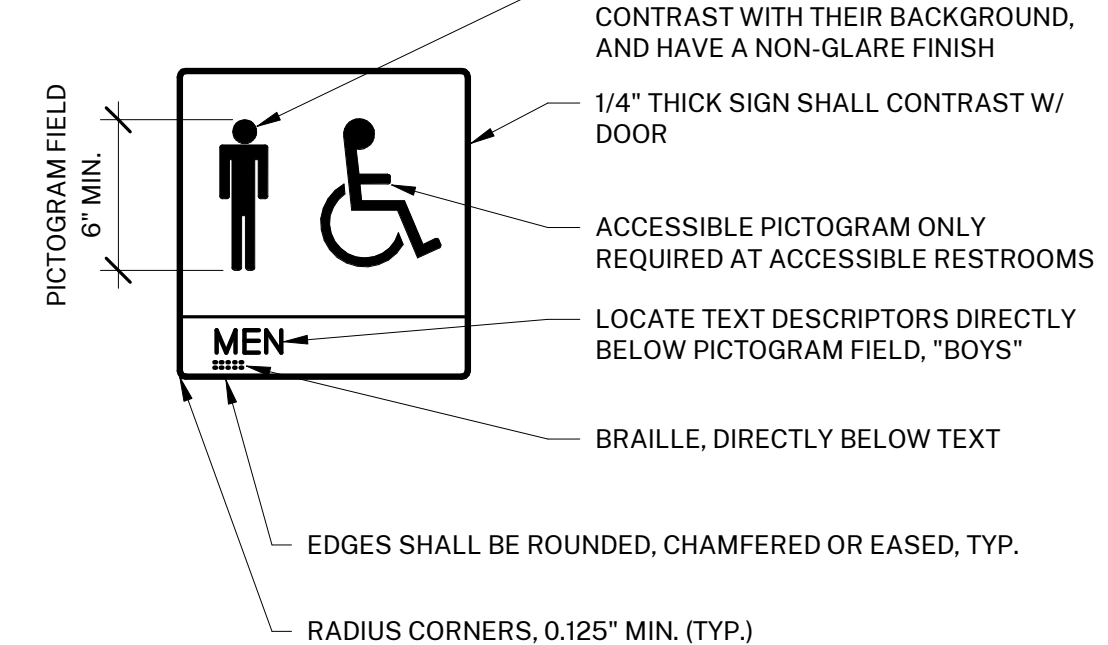 CONTRAST WITH THEIR BACKGROUND,
AND HAVE A NON-GLARE FINISH
1/4" THICK SIGN SHALL CONTRAST W/
DOOR
PICTOGRAM FIELD
6" MIN.
ACCESSIBLE PICTOGRAM ONLY
REQUIRED AT ACCESSIBLE RESTROOMS
MEN
LOCATE TEXT DESCRIPTORS DIRECTLY
BELOW PICTOGRAM FIELD, "BOYS"
BRAILLE, DIRECTLY BELOW TEXT
EDGES SHALL BE ROUNDED, CHAMFERED OR EASED, TYP.
RADIUS CORNERS, 0.125" MIN. (TYP.)